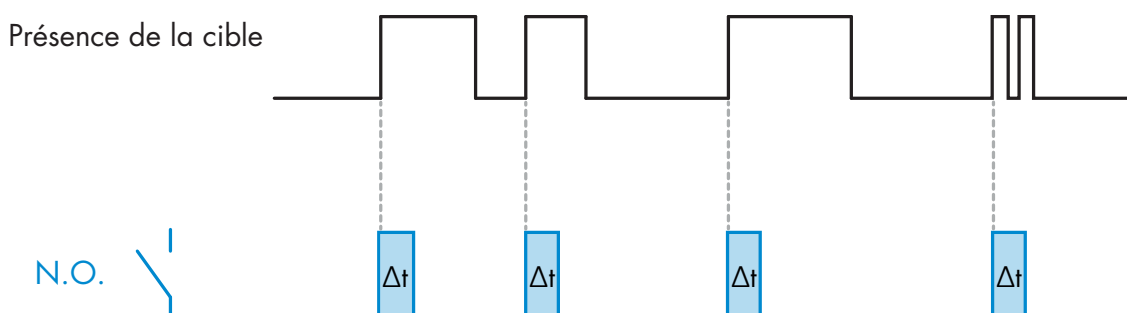 Présence de la cible
N.O. Δt Δt Δt Δt